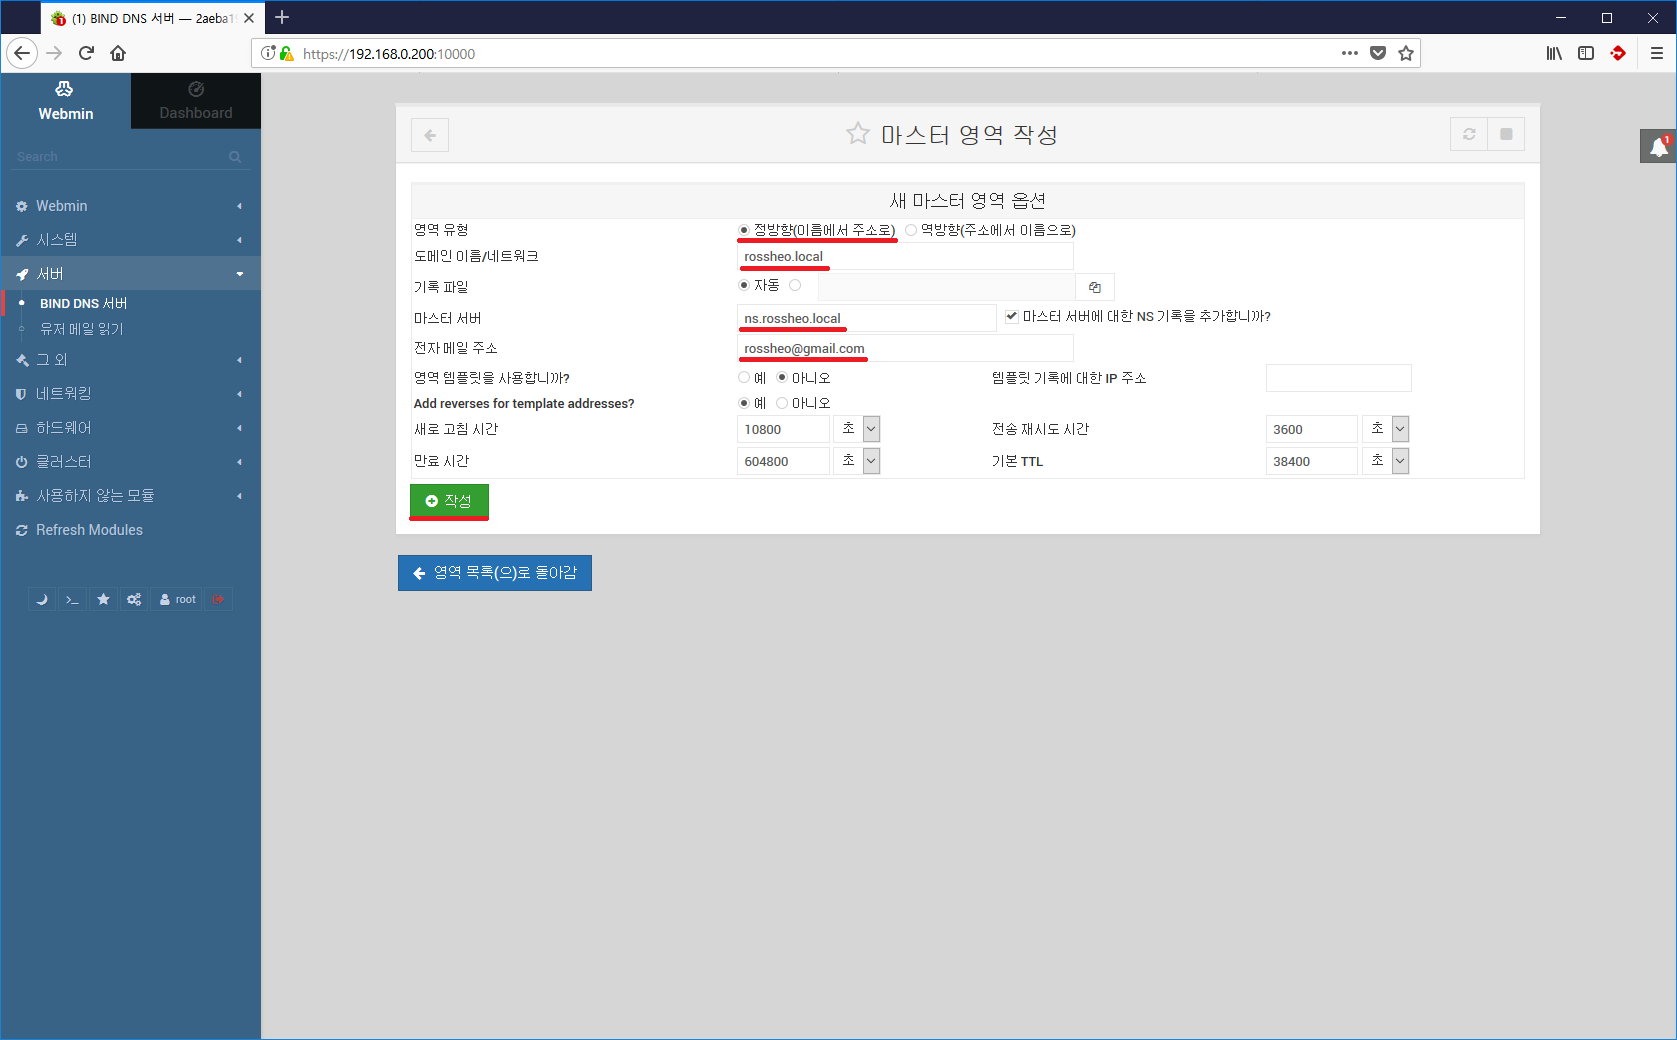 (1) BIND DNS 서버 — 2aeba1
https://192.168.0.200:10000
Webmin
Dashboard
Search
Webmin
시스템
서버
BIND DNS 서버
유저 메일 읽기
그 외
네트워킹
하드웨어
클러스터
사용하지 않는 모듈
Refresh Modules
>_
root
마스터 영역 작성
1
새 마스터 영역 옵션
영역 유형
정방향(이름에서 주소로) 역방향(주소에서 이름으로)
도메인 이름/네트워크
rossheo.local
기록 파일
자동
마스터 서버
ns.rossheo.local
마스터 서버에 대한 NS 기록을 추가합니까?
전자 메일 주소
rossheo@gmail.com
영역 템플릿을 사용합니까?
예 아니오
템플릿 기록에 대한 IP 주소
Add reverses for template addresses?
예 아니오
새로 고침 시간
10800 초
전송 재시도 시간
3600 초
만료 시간
604800 초
기본 TTL
38400 초
작성
영역 목록(으)로 돌아감